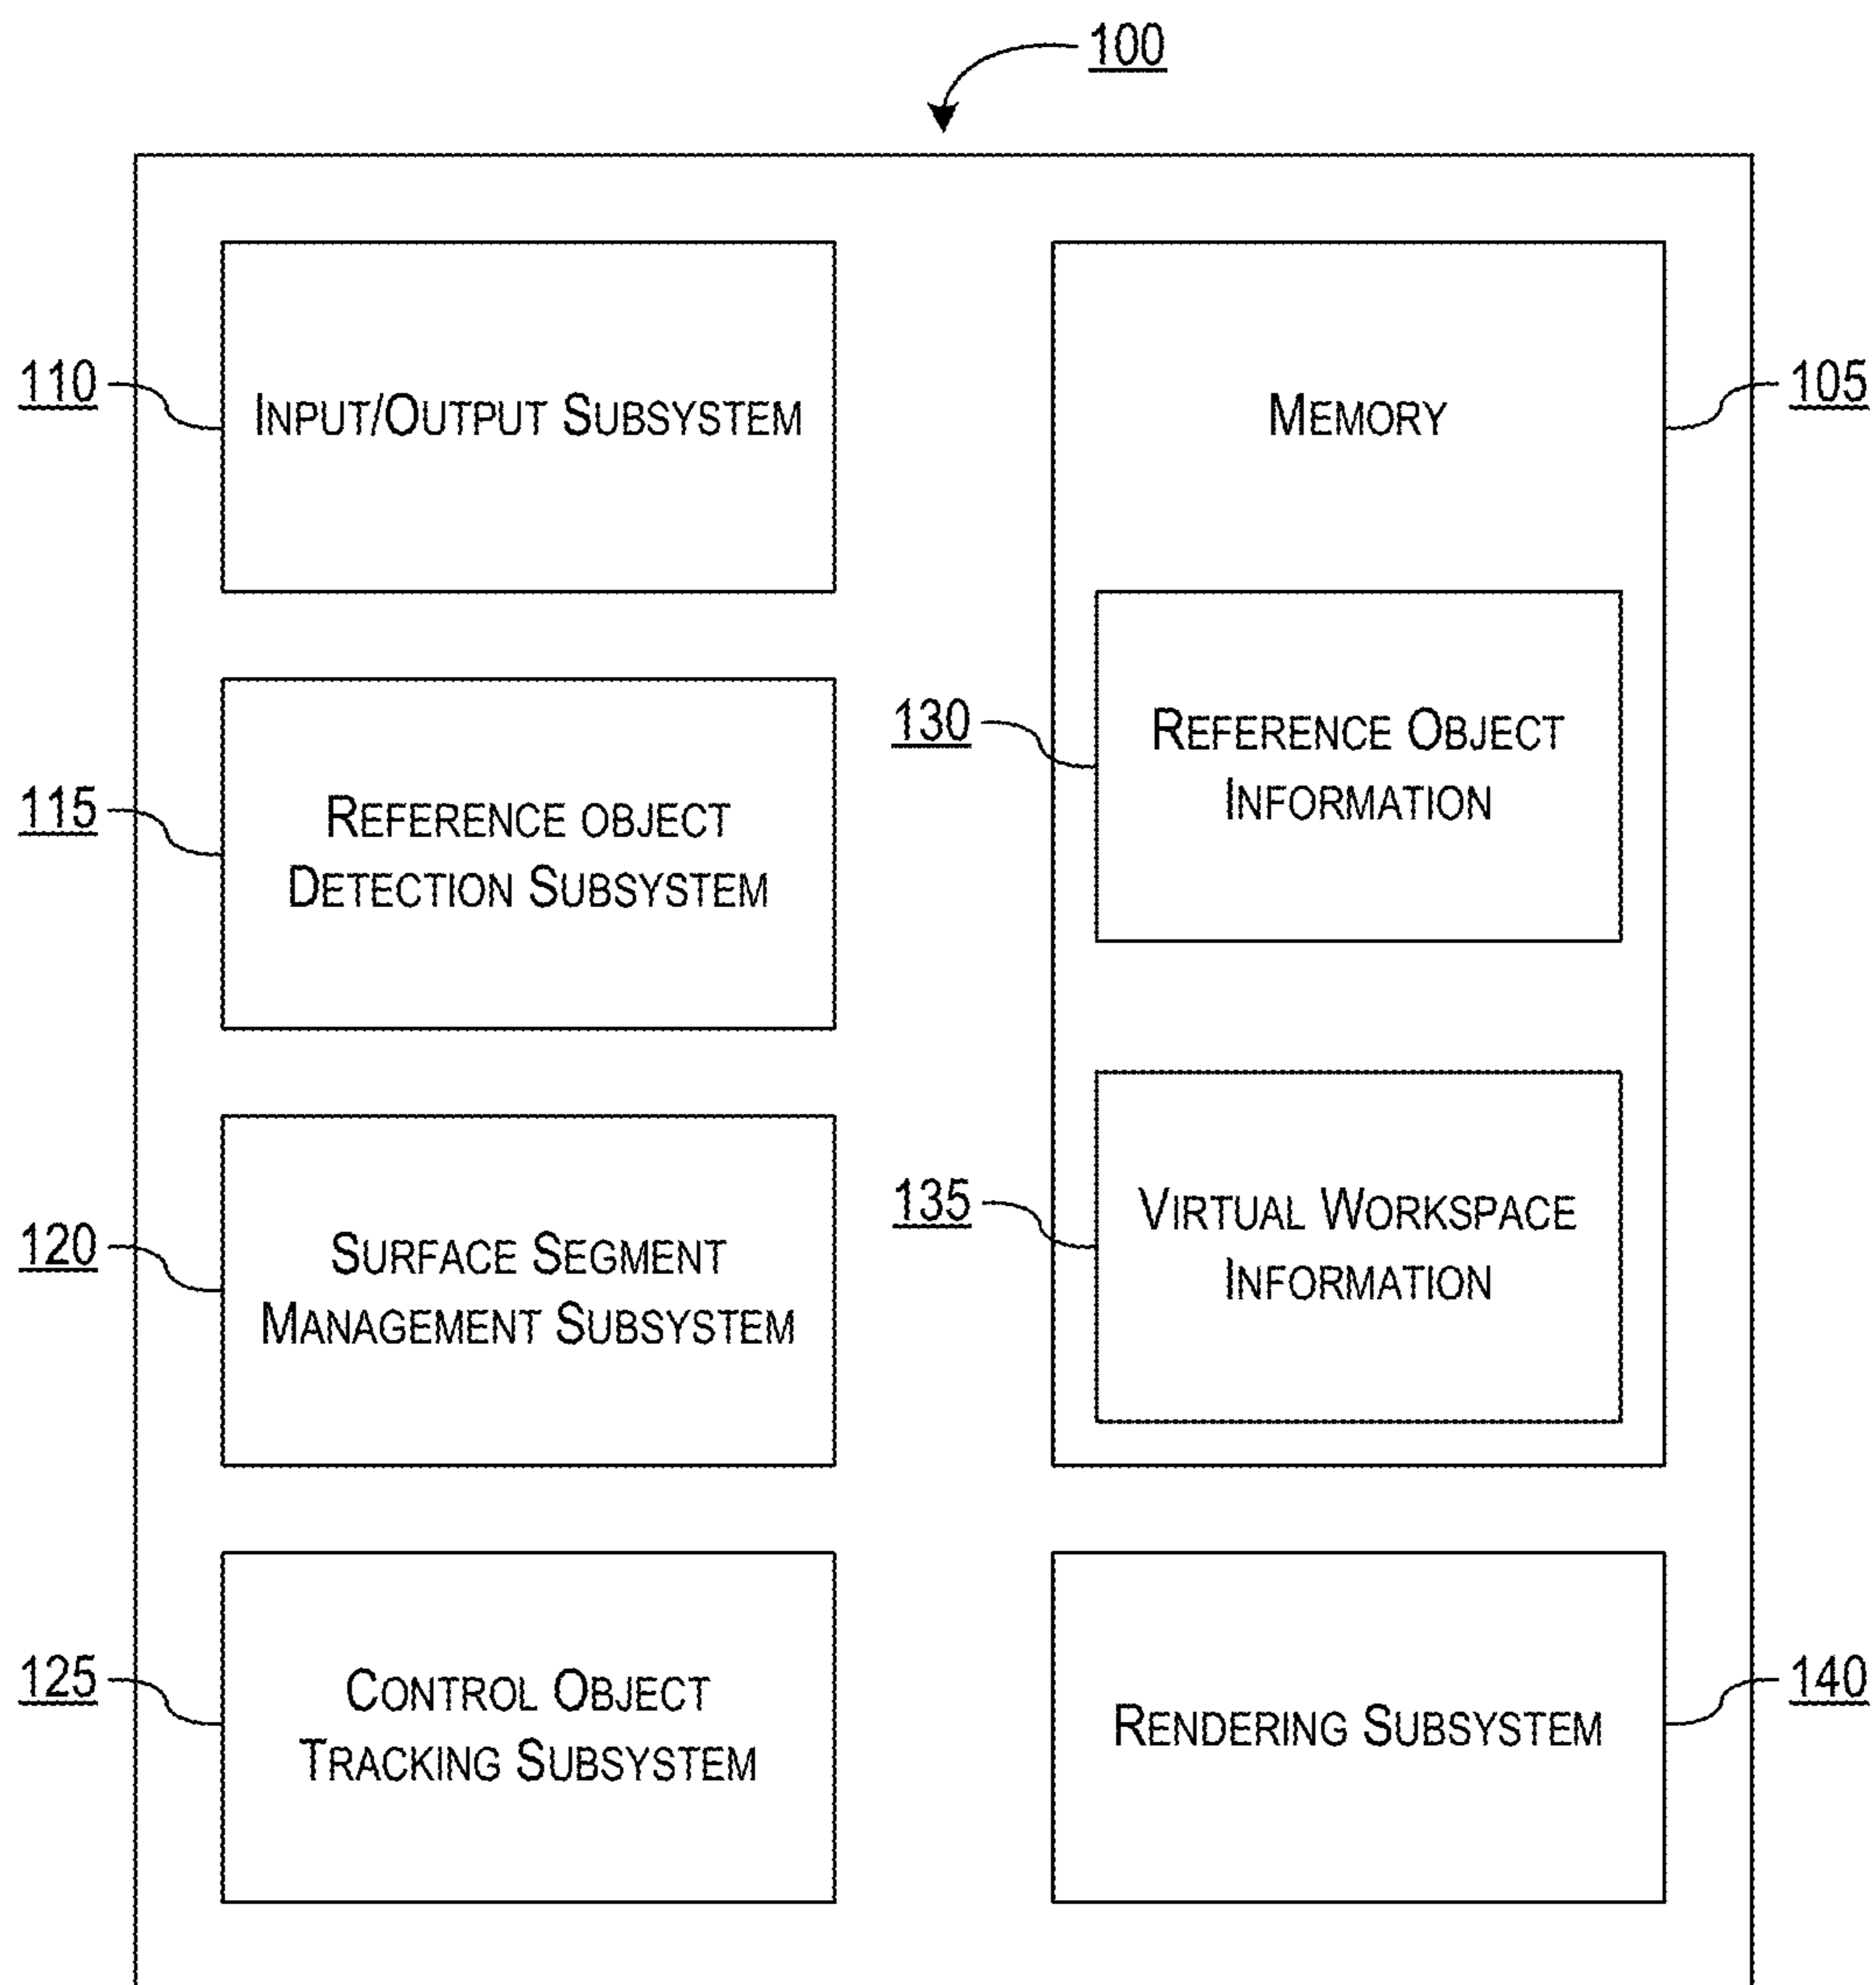 100
110
INPUT/OUTPUT SUBSYSTEM
MEMORY
105
130
REFERENCE OBJECT
INFORMATION
115
REFERENCE OBJECT
DETECTION SUBSYSTEM
120
SURFACE SEGMENT
MANAGEMENT SUBSYSTEM
135
VIRTUAL WORKSPACE
INFORMATION
125
CONTROL OBJECT
TRACKING SUBSYSTEM
RENDERING SUBSYSTEM
140